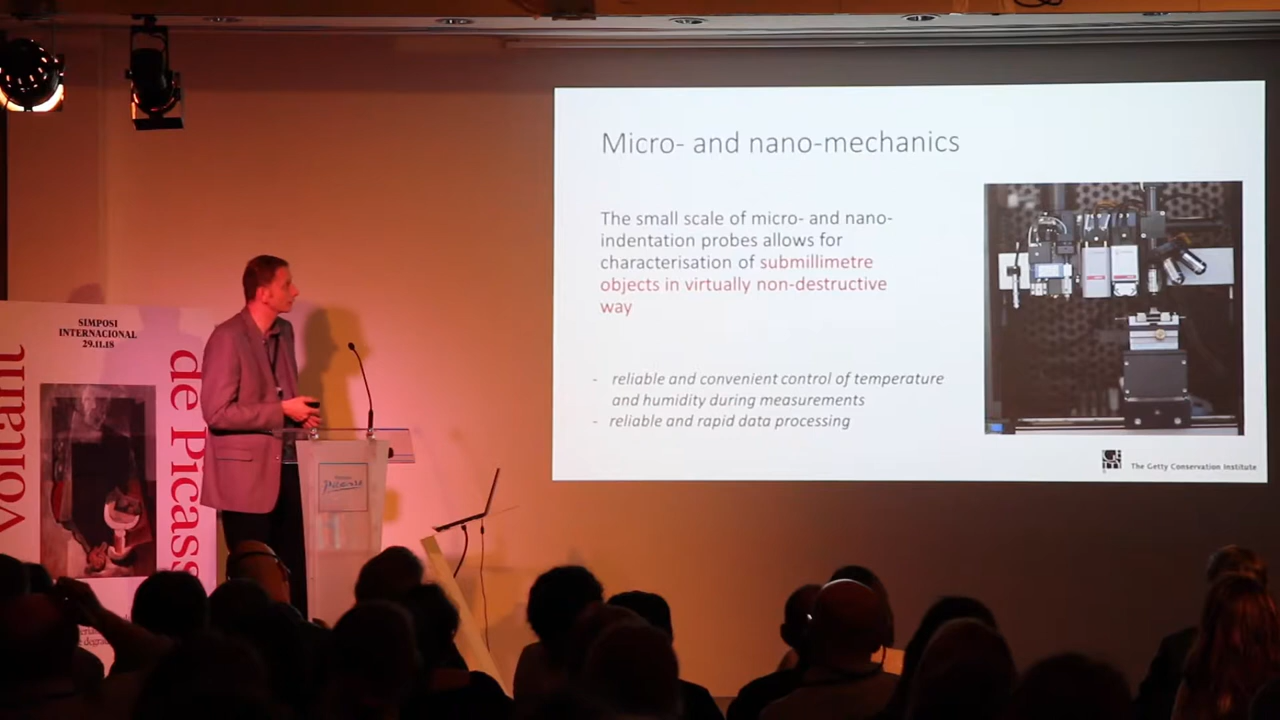 Micro- and nano-mechanics
The small scale of micro- and nano-
indentation probes allows for
characterisation of submillimetre
objects in virtually non-destructive
way
- reliable and convenient control of temperature
and humidity during measurements
- reliable and rapid data processing
The Getty Conservation Institute
SIMPOSI
INTERNACIONAL
29.11.18
voltant
de Picass